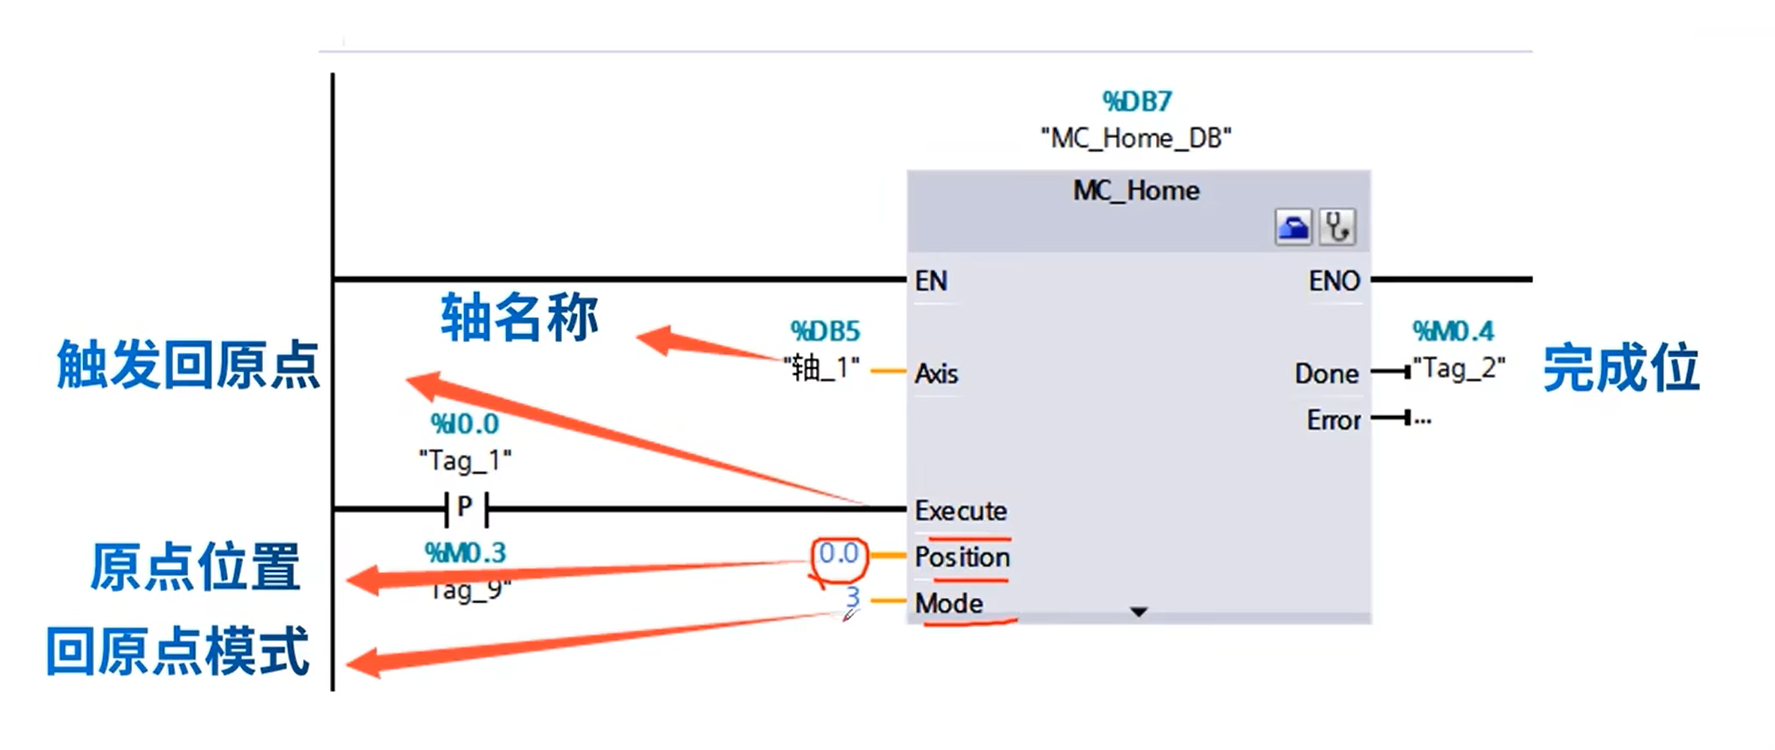 %DB7
"MC_Home_DB"
MC_Home
EN
ENO
轴名称
%DB5
"轴_1"
Axis
%M0.4
"Tag_2"
Done
完成位
触发回原点
Error
...
%I0.0
"Tag_1"
P
Execute
%M0.3
Tag_9"
原点位置
0.0
Position
3
Mode
回原点模式